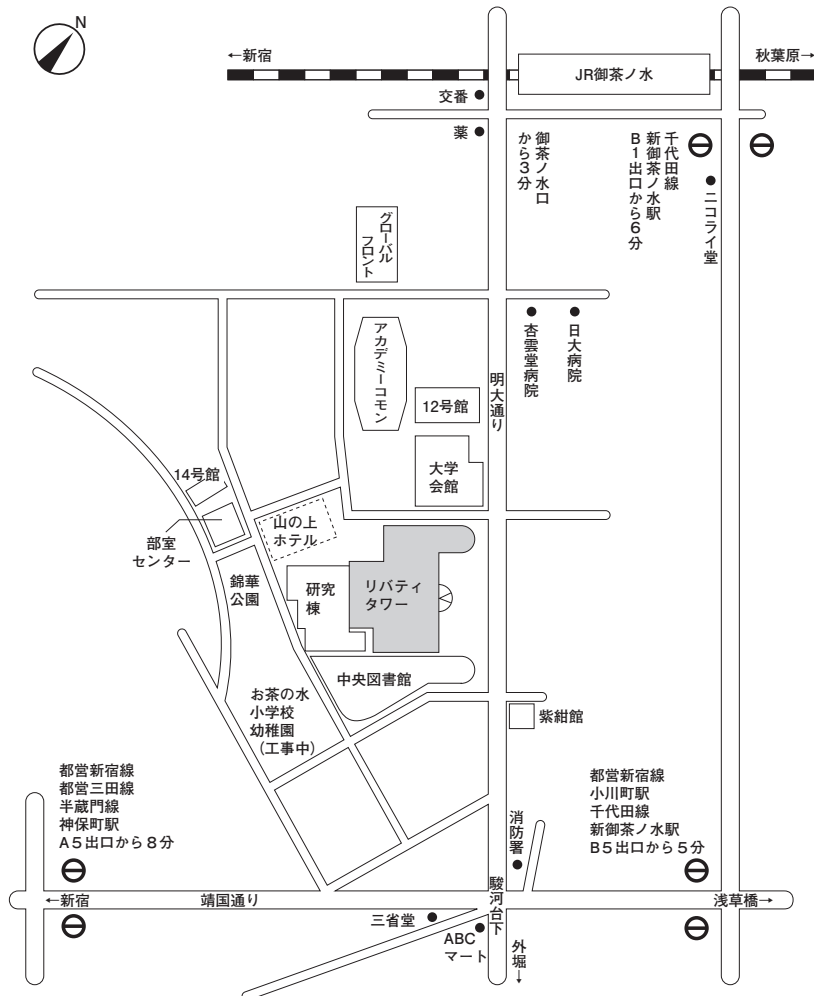 N
←新宿
JR御茶ノ水
秋葉原→
交番
薬
御茶ノ水口
から3分
千代田線
新御茶ノ水駅
B1出口から6分
ニコライ堂
グローバル
フロント
アカデミーコモン
12号館
明大通り
杏雲堂病院
日大病院
大学
会館
14号館
部室
センター
山の上
ホテル
錦華
公園
研究
棟
リバティ
タワー
中央図書館
お茶の水
小学校
幼稚園
(工事中)
紫紺館
都営新宿線
都営三田線
半蔵門線
神保町駅
A5出口から8分
都営新宿線
小川町駅
千代田線
新御茶ノ水駅
B5出口から5分
消防署
←新宿
靖国通り
駿河台下
浅草橋→
三省堂
ABC
マート
外堀→